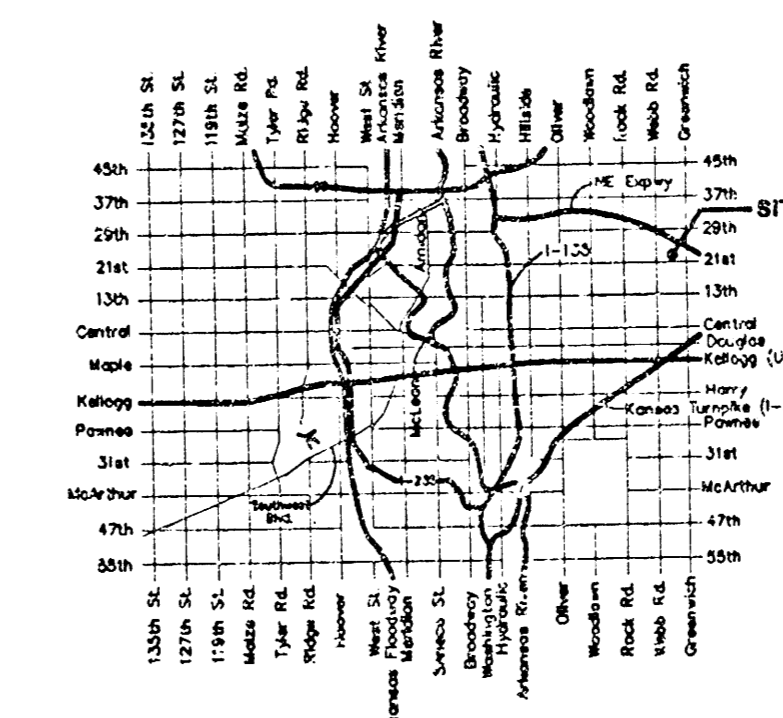 135th St.
127th St.
119th St.
Maize Rd.
Tyler Rd.
Ridge Rd.
Hoover
West St
Arkansas River
Meridian
Arkansas River
Broadway
Hydraulic
Hillside
Oliver
Woodlawn
Rock Rd.
Webb Rd.
Greenwich
45th
37th
29th
21st
13th
Central
Maple
Kellogg
Pawnee
31st
McArthur
47th
55th
45th
37th
29th
21st
13th
Central
Douglas
Kellogg (U
Harry
Kansas Turnpike (I-
Pawnee
31st
McArthur
47th
55th
NE Expwy
SIT
I-135
Amidon
McLean
I-235
Southwest
Blvd.
135th St.
127th St.
119th St.
Maize Rd.
Tyler Rd.
Ridge Rd.
Hoover
West St.
ansas Floodway
Meridian
Seneca St.
Broadway
Washington
Hydraulic
Arkansas River
Oliver
Woodlawn
Rock Rd.
Webb Rd.
Greenwich